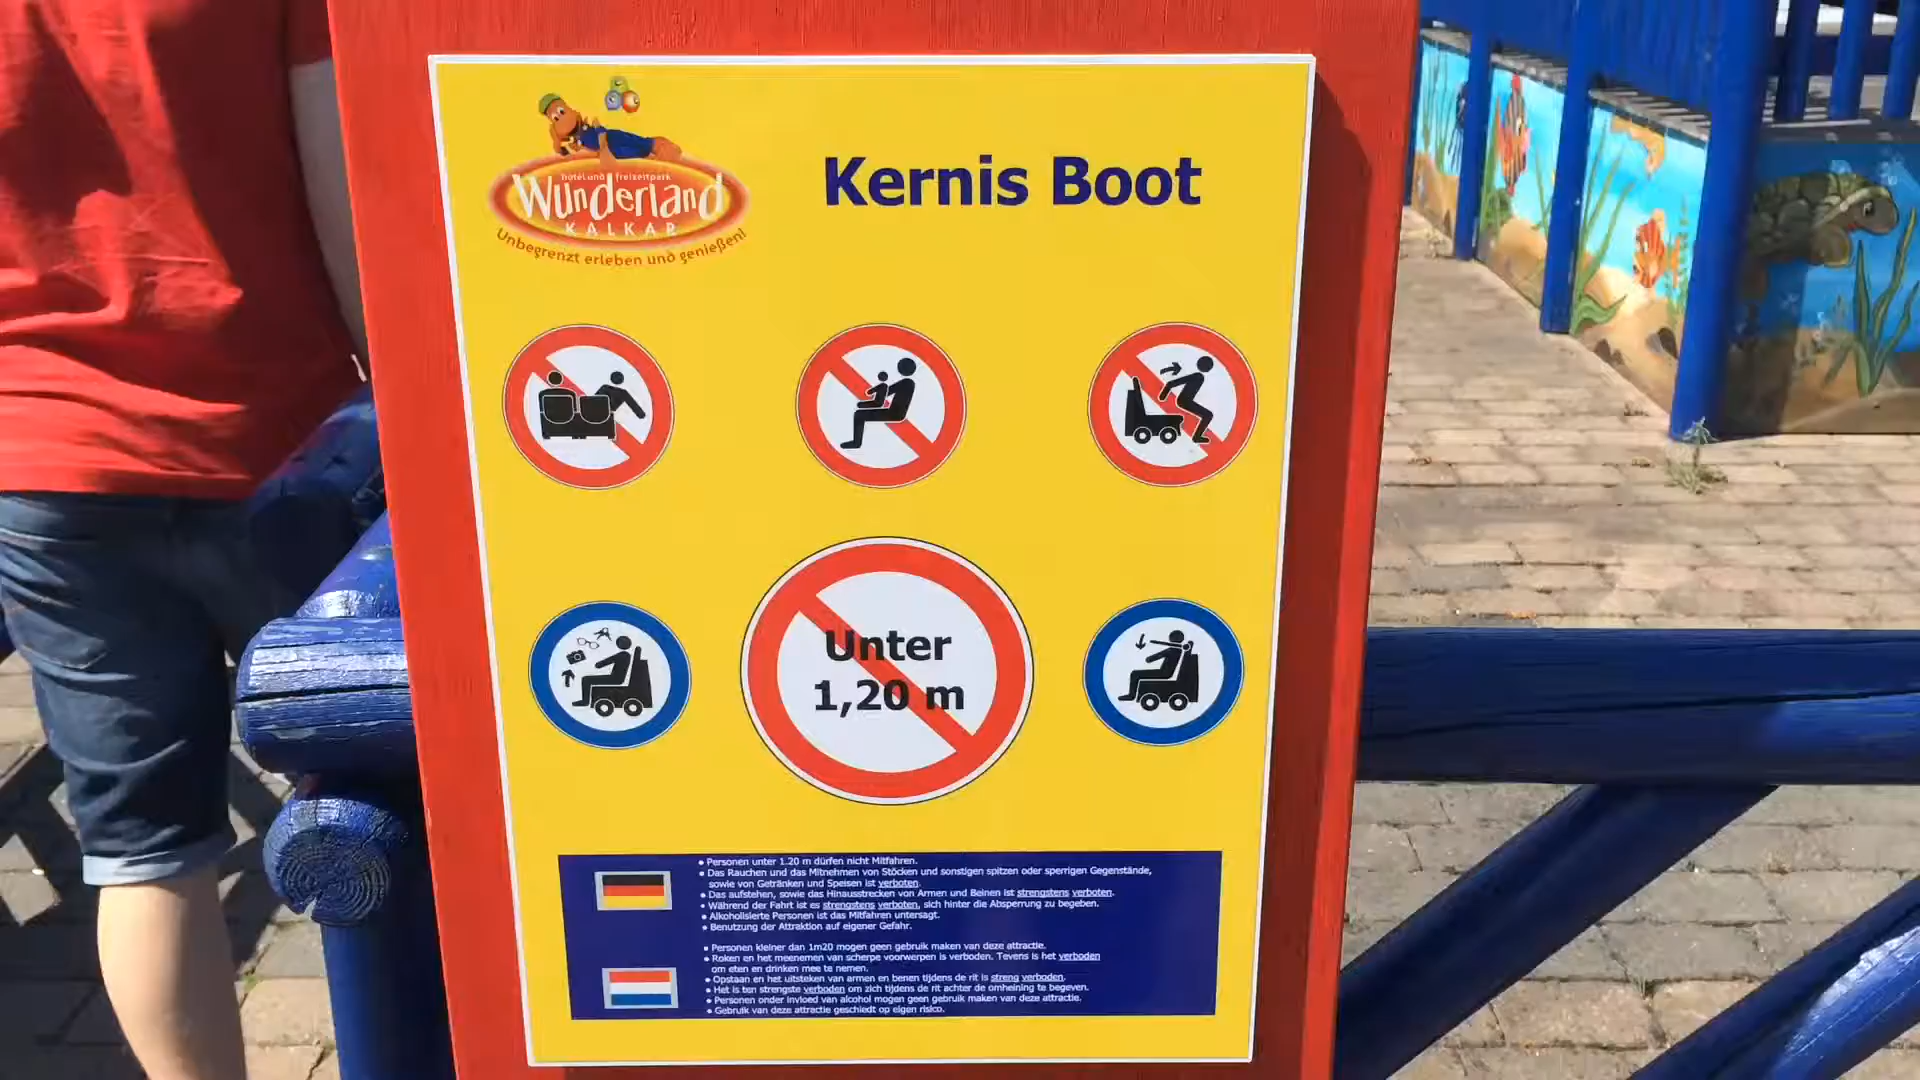 hotel und freizeitpark
Wunderland
KALKAR
Unbegrenzt erleben und genießen!
Kernis Boot
Unter
1,20 m
• Personen unter 1.20 m dürfen nicht Mitfahren.
• Das Rauchen und das Mitnehmen von Stöcken und sonstigen spitzen oder sperrigen Gegenstände,
sowie von Getränken und Speisen ist verboten.
• Das aufstehen, sowie das Hinausstrecken von Armen und Beinen ist strengstens verboten.
• Während der Fahrt ist es strengstens verboten, sich hinter die Absperrung zu begeben.
• Alkoholisierte Personen ist das Mitfahren untersagt.
• Benutzung der Attraktion auf eigener Gefahr.
• Personen kleiner dan 1m20 mogen geen gebruik maken van deze attractie.
• Roken en het meenemen van scherpe voorwerpen is verboden. Tevens is het verboden
om eten en drinken mee te nemen.
• Opstaan en het uitsteken van armen en benen tijdens de rit is streng verboden.
• Het is ten strengste verboden om zich tijdens de rit achter de omheining te begeven.
• Personen onder invloed van alcohol mogen geen gebruik maken van deze attractie.
• Gebruik van deze attractie geschiedt op eigen risico.